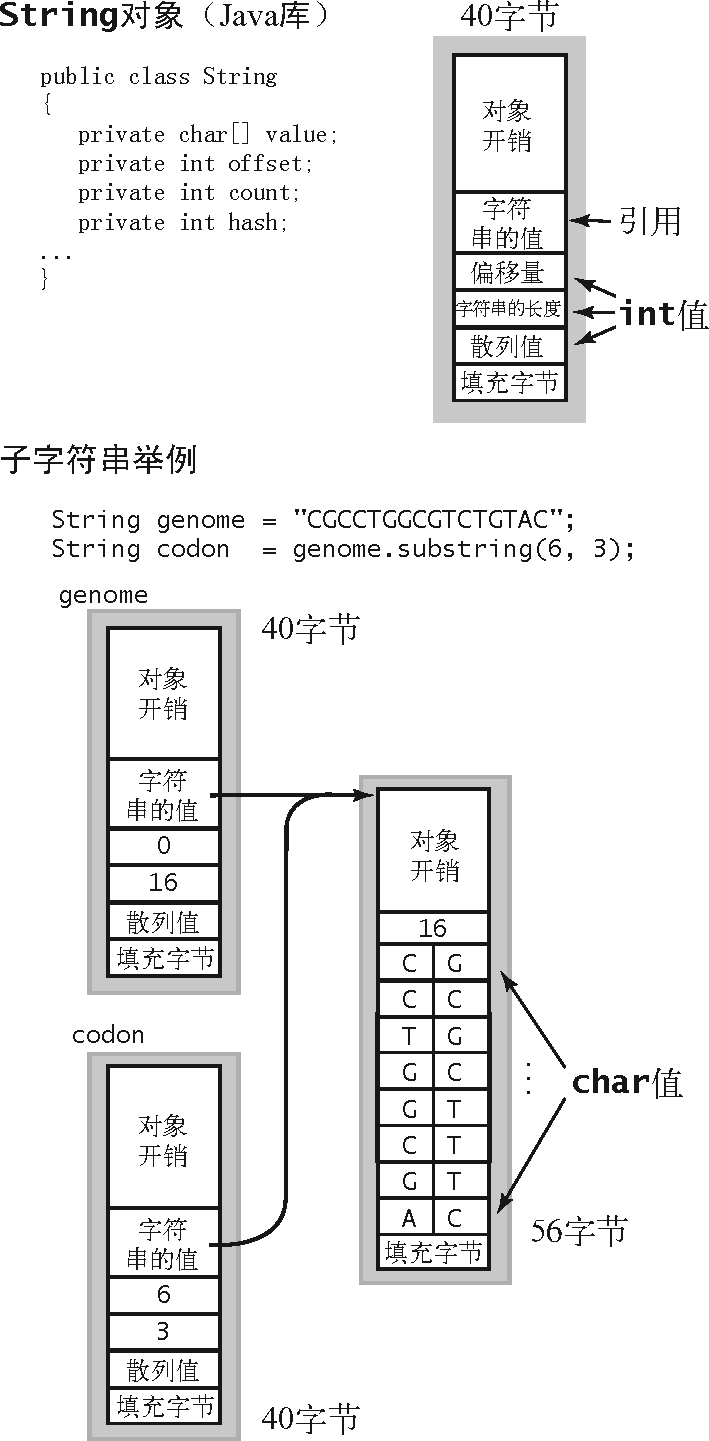 String对象（Java库）
40字节
public class String
{
private char[] value;
private int offset;
private int count;
private int hash;
...
}
对象
开销
字符
串的值
引用
偏移量
字符串的长度
int值
散列值
填充字节
子字符串举例
String genome = "CGCCTGGCGTCTGTAC";
String codon  = genome.substring(6, 3);
genome
40字节
对象
开销
字符
串的值
0
16
散列值
填充字节
对象
开销
16
C G
C C
T G
G C
G T
C T
G T
A C
填充字节
⋮
char值
56字节
codon
对象
开销
字符
串的值
6
3
散列值
填充字节
40字节